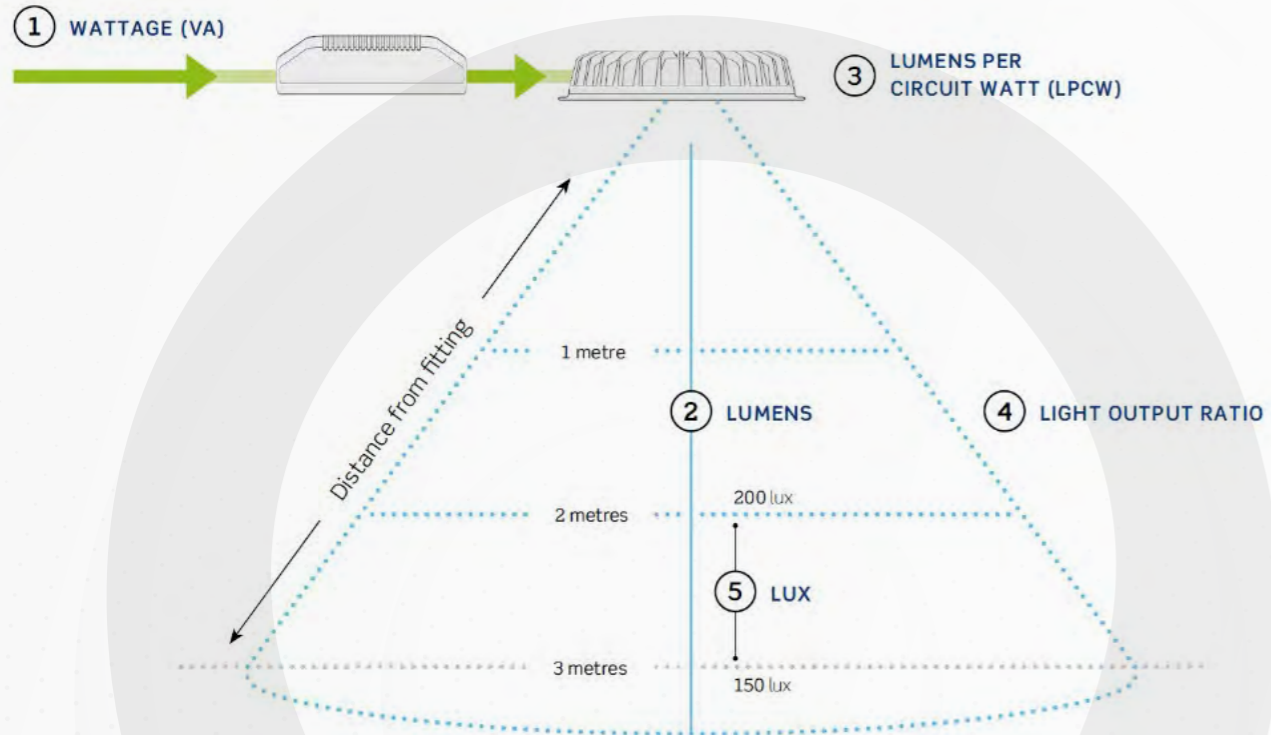 1 WATTAGE (VA)
3 LUMENS PER
CIRCUIT WATT (LPCW)
Distance from fitting
1 metre
2 LUMENS
4 LIGHT OUTPUT RATIO
200 lux
2 metres
5 LUX
3 metres
150 lux